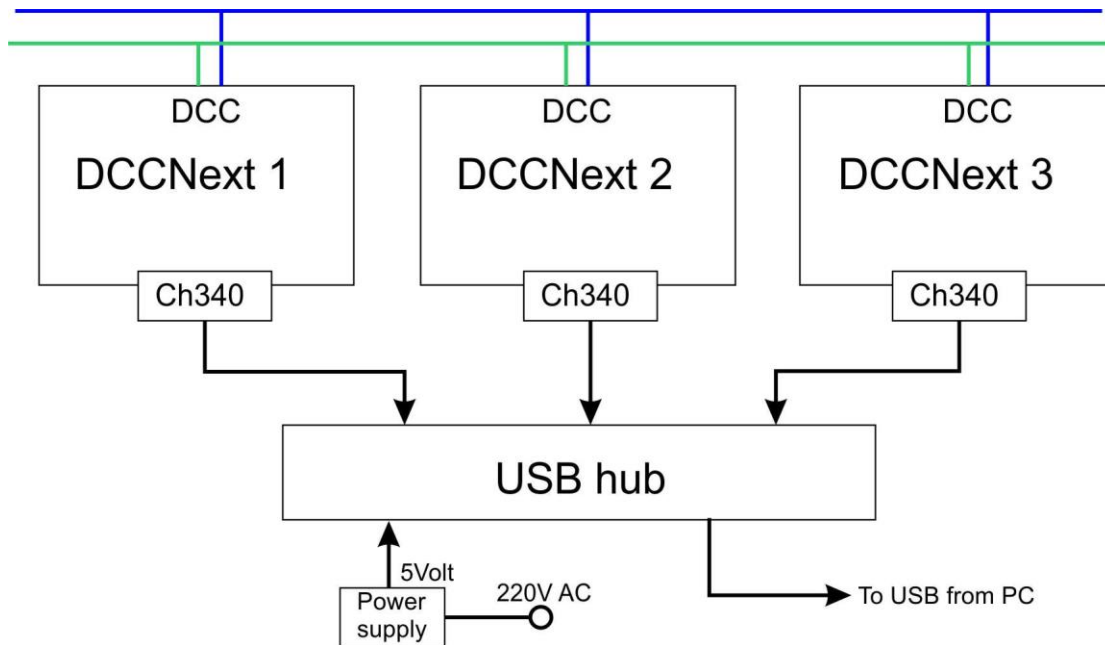 DCC
DCCNext 1
DCC
DCCNext 2
DCC
DCCNext 3
Ch340
Ch340
Ch340
USB hub
5Volt
220V AC
Power
supply
To USB from PC